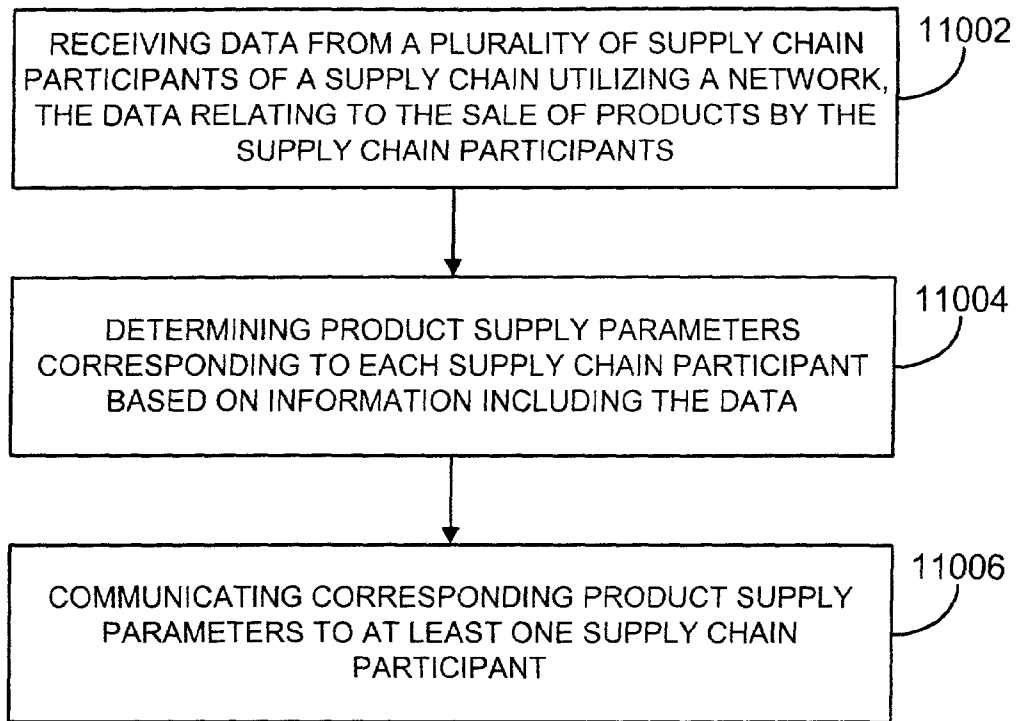 RECEIVING DATA FROM A PLURALITY OF SUPPLY CHAIN
PARTICIPANTS OF A SUPPLY CHAIN UTILIZING A NETWORK,
THE DATA RELATING TO THE SALE OF PRODUCTS BY THE
SUPPLY CHAIN PARTICIPANTS
11002
DETERMINING PRODUCT SUPPLY PARAMETERS
CORRESPONDING TO EACH SUPPLY CHAIN PARTICIPANT
BASED ON INFORMATION INCLUDING THE DATA
11004
COMMUNICATING CORRESPONDING PRODUCT SUPPLY
PARAMETERS TO AT LEAST ONE SUPPLY CHAIN
PARTICIPANT
11006